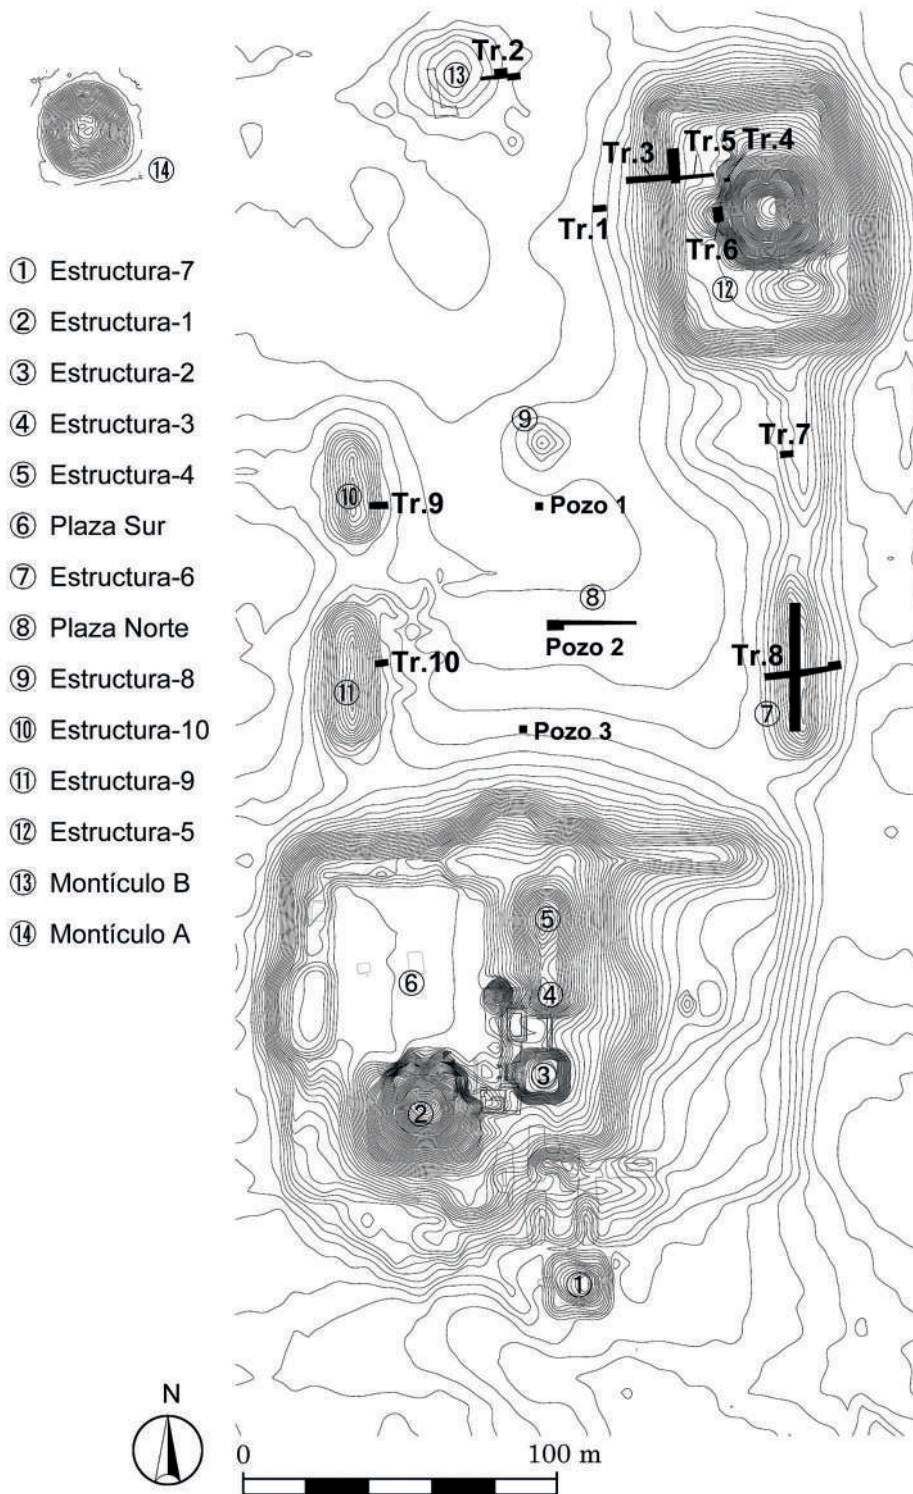 Tr.2
⑬
⑭
Tr.3
Tr.5
Tr.4
Tr.1
Tr.6
⑫
① Estructura-7
② Estructura-1
③ Estructura-2
④ Estructura-3
⑤ Estructura-4
⑥ Plaza Sur
⑦ Estructura-6
⑧ Plaza Norte
⑨ Estructura-8
⑩ Estructura-10
⑪ Estructura-9
⑫ Estructura-5
⑬ Montículo B
⑭ Montículo A
⑨
Tr.7
⑩
Tr.9
Pozo 1
⑧
Pozo 2
Tr.8
Tr.10
⑪
⑦
Pozo 3
⑤
⑥
④
③
②
①
N
0 100 m